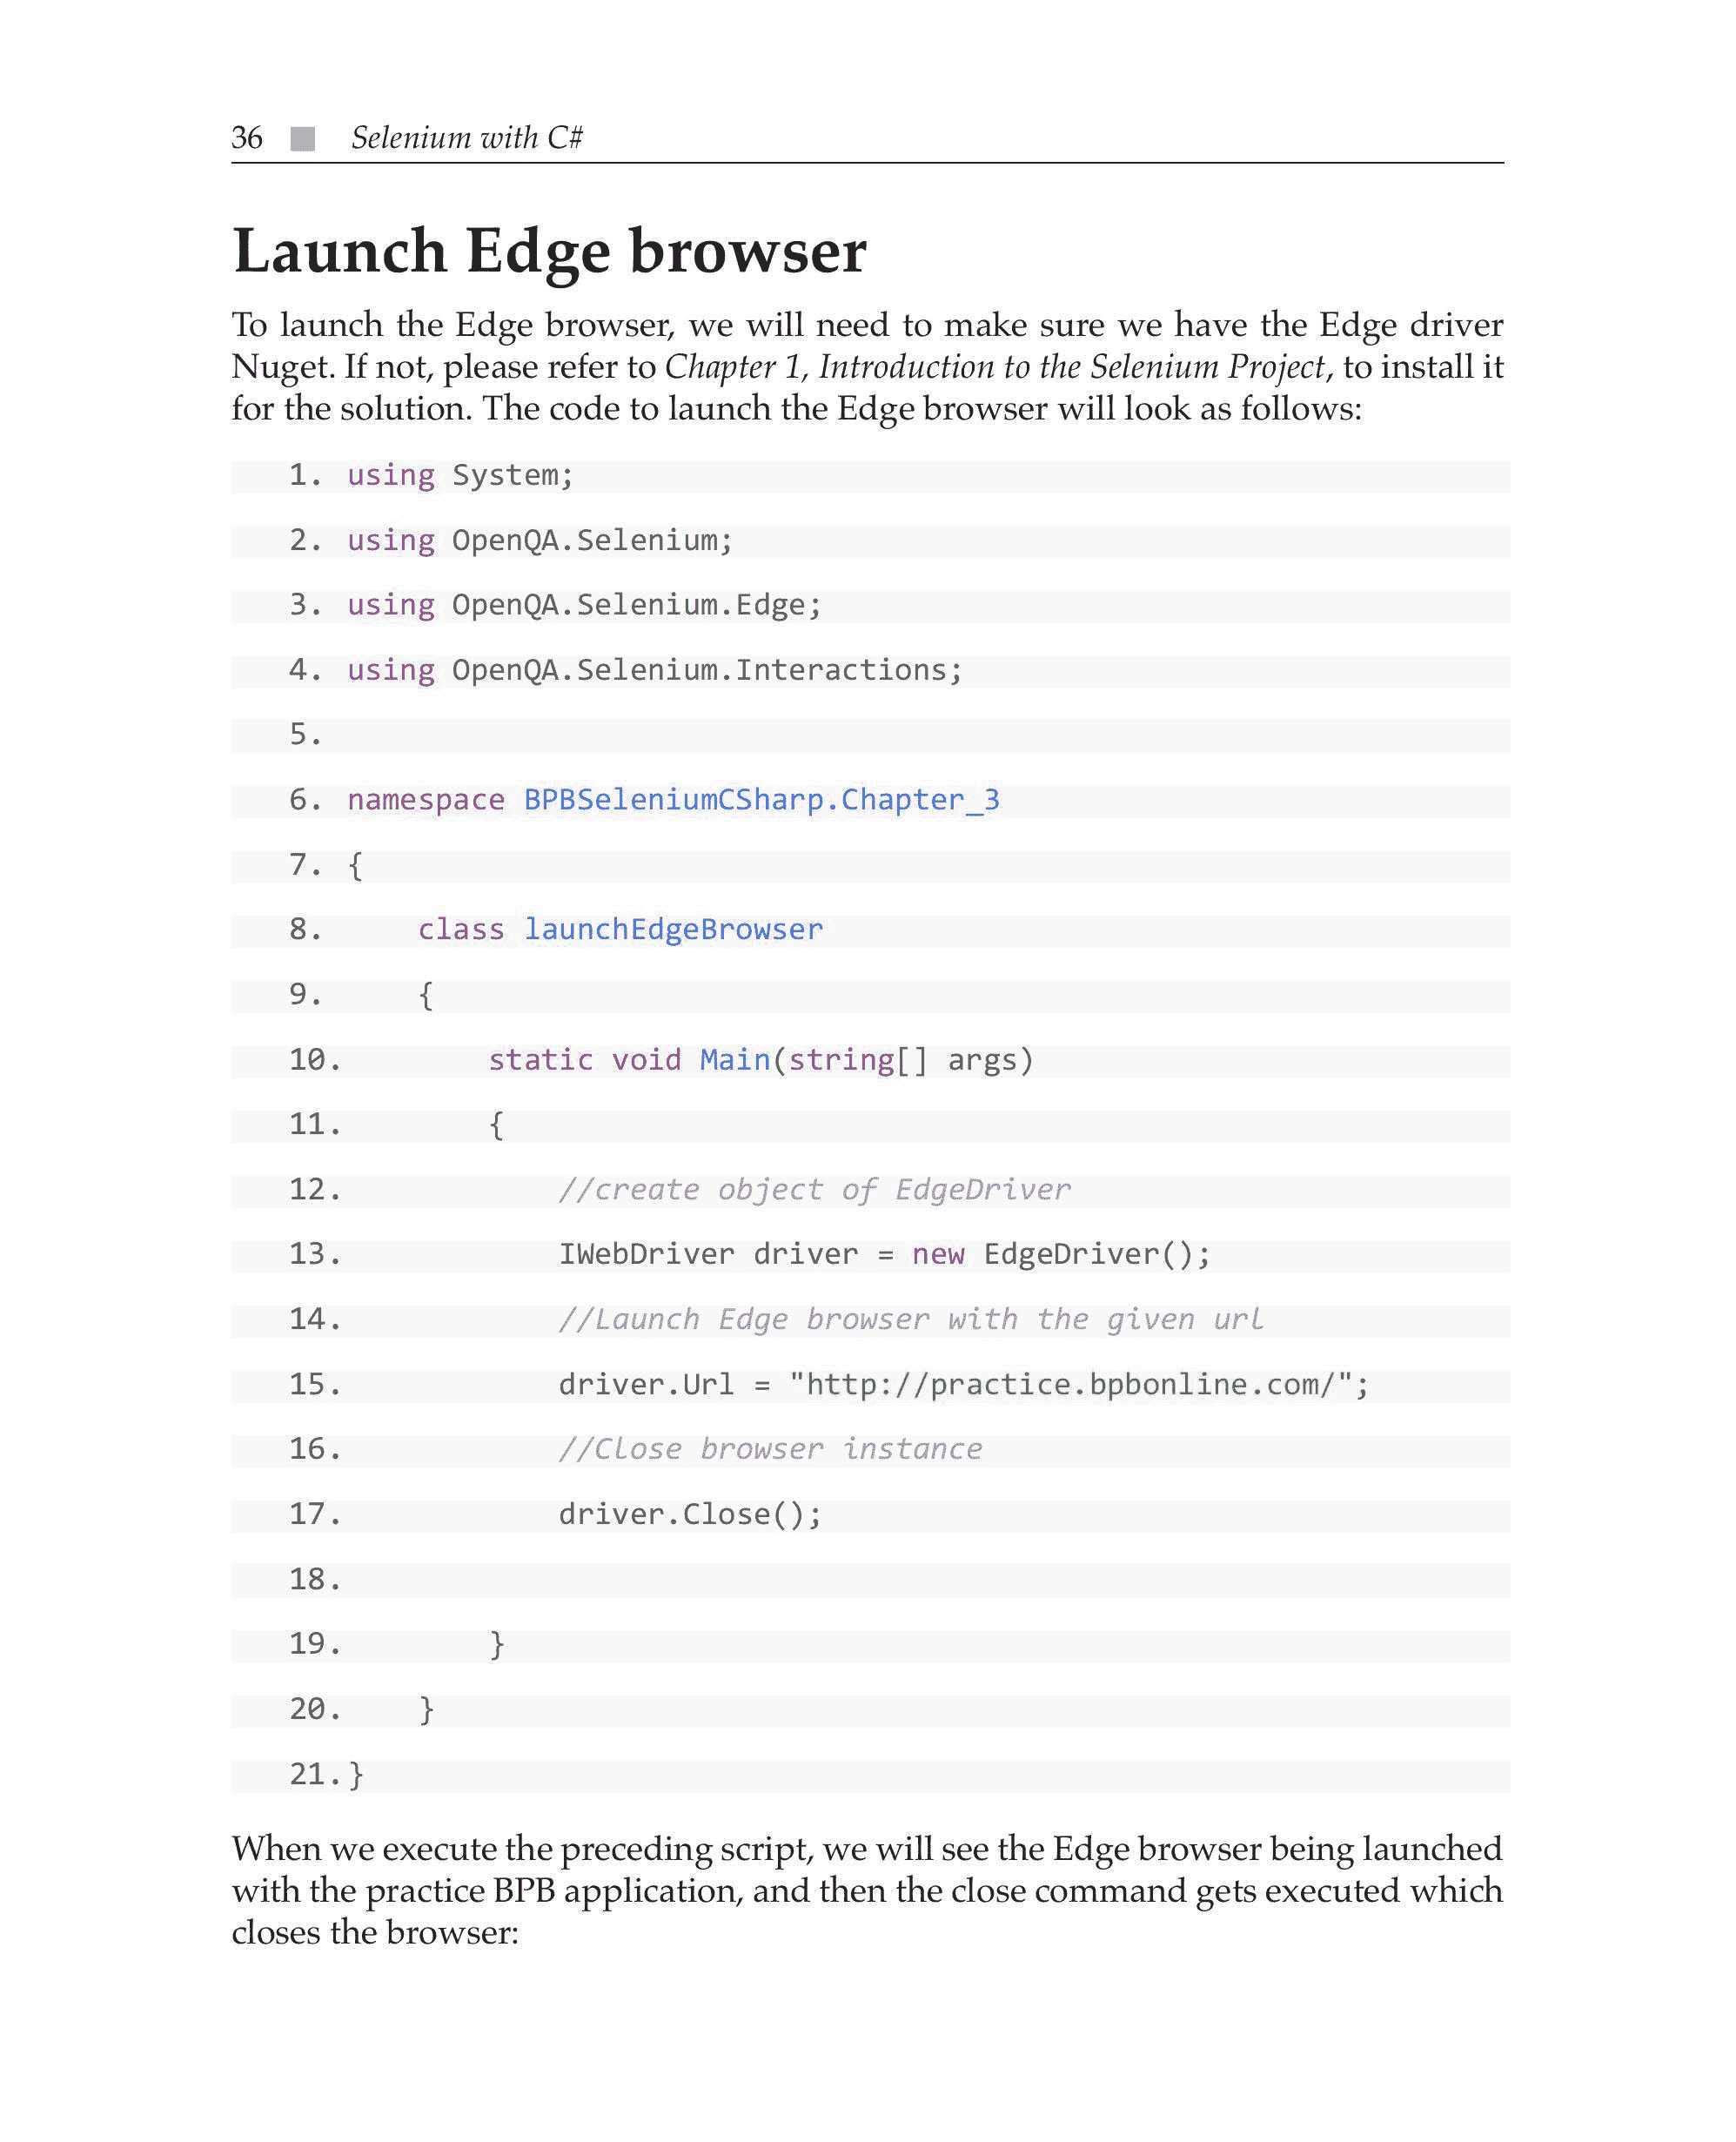 36 Selenium with C#
Launch Edge browser
To launch the Edge browser, we will need to make sure we have the Edge driver
Nuget. If not, please refer to Chapter 1, Introduction to the Selenium Project, to install it
for the solution. The code to launch the Edge browser will look as follows:
1. using System;
2. using OpenQA.Selenium;
3. using OpenQA.Selenium.Edge;
4. using OpenQA.Selenium.Interactions;
5.
6. namespace BPBSeleniumCSharp.Chapter_3
7. {
8.     class launchEdgeBrowser
9.     {
10.         static void Main(string[] args)
11.         {
12.             //create object of EdgeDriver
13.             IWebDriver driver = new EdgeDriver();
14.             //Launch Edge browser with the given url
15.             driver.Url = "http://practice.bpbonline.com/";
16.             //Close browser instance
17.             driver.Close();
18.
19.         }
20.     }
21. }
When we execute the preceding script, we will see the Edge browser being launched
with the practice BPB application, and then the close command gets executed which
closes the browser: